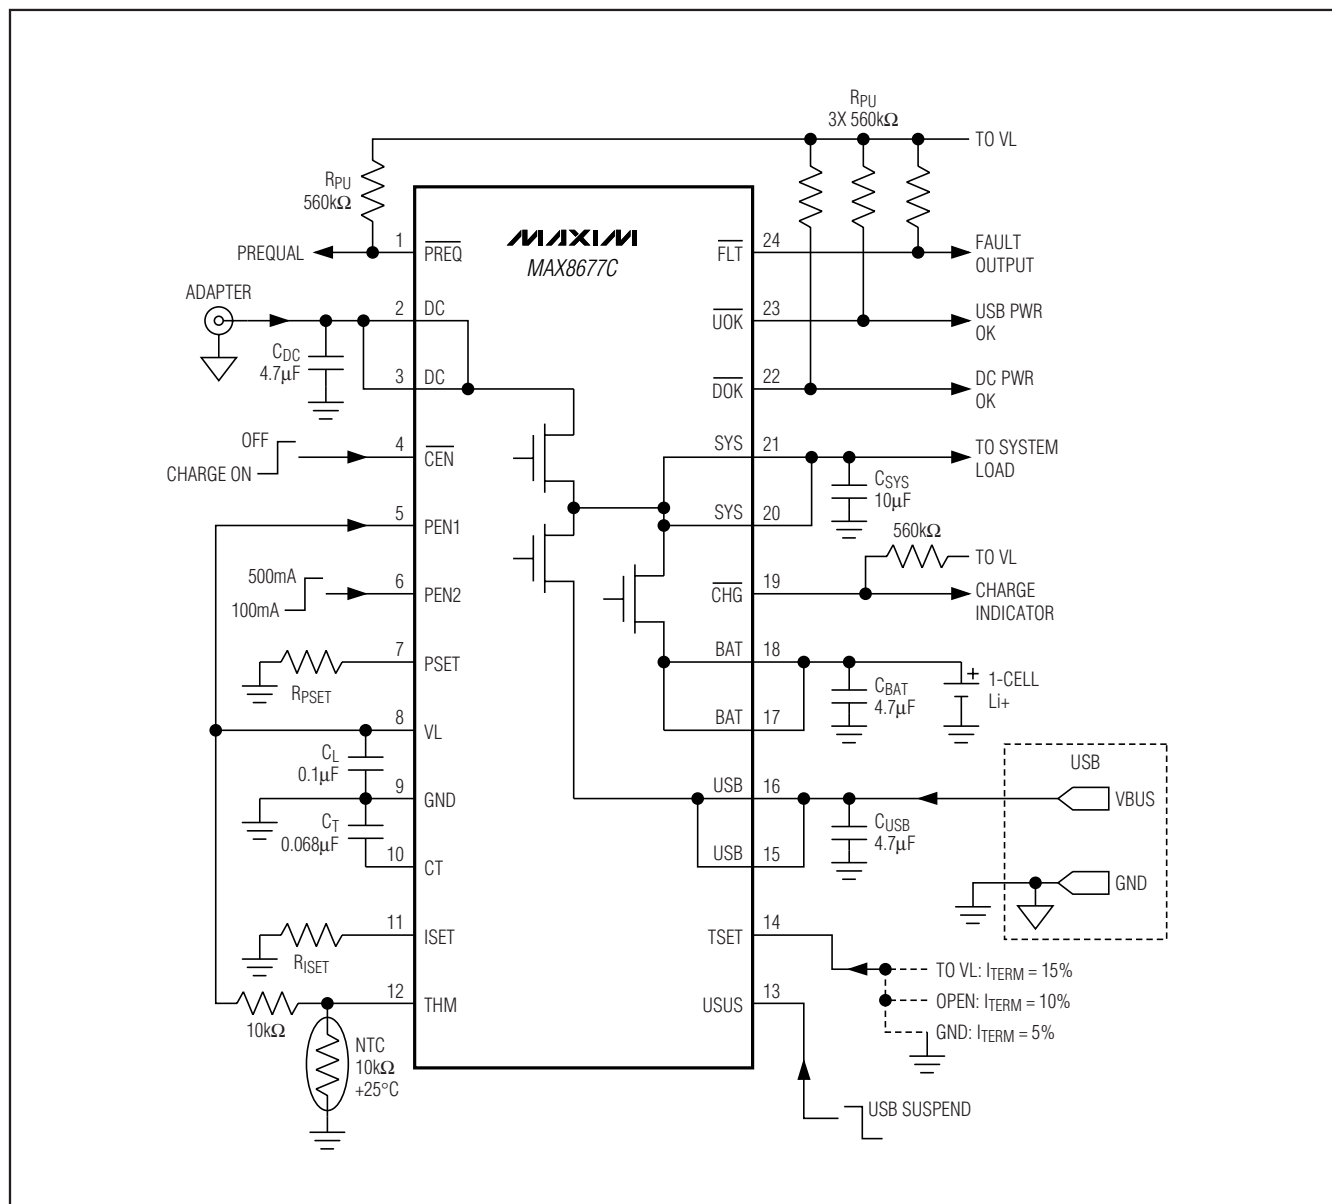 RPU
3X 560kΩ
TO VL
RPU
560kΩ
PREQUAL
1
PREQ
MAXIM
MAX8677C
FLT
24
FAULT
OUTPUT
ADAPTER
2
DC
CDC
4.7µF
3
DC
UOK
23
USB PWR
OK
DOK
22
DC PWR
OK
OFF
CHARGE ON
4
CEN
SYS
21
TO SYSTEM
LOAD
CSYS
10µF
5
PEN1
SYS
20
560kΩ
TO VL
500mA
100mA
6
PEN2
CHG
19
CHARGE
INDICATOR
7
PSET
RPSET
BAT
18
CBAT
4.7µF
+
1-CELL
Li+
8
VL
BAT
17
CL
0.1µF
9
GND
USB
16
USB
VBUS
CT
0.068µF
10
CT
USB
15
CUSB
4.7µF
GND
11
ISET
RISET
TSET
14
TO VL: ITERM = 15%
OPEN: ITERM = 10%
GND: ITERM = 5%
12
THM
10kΩ
USUS
13
NTC
10kΩ
+25°C
USB SUSPEND